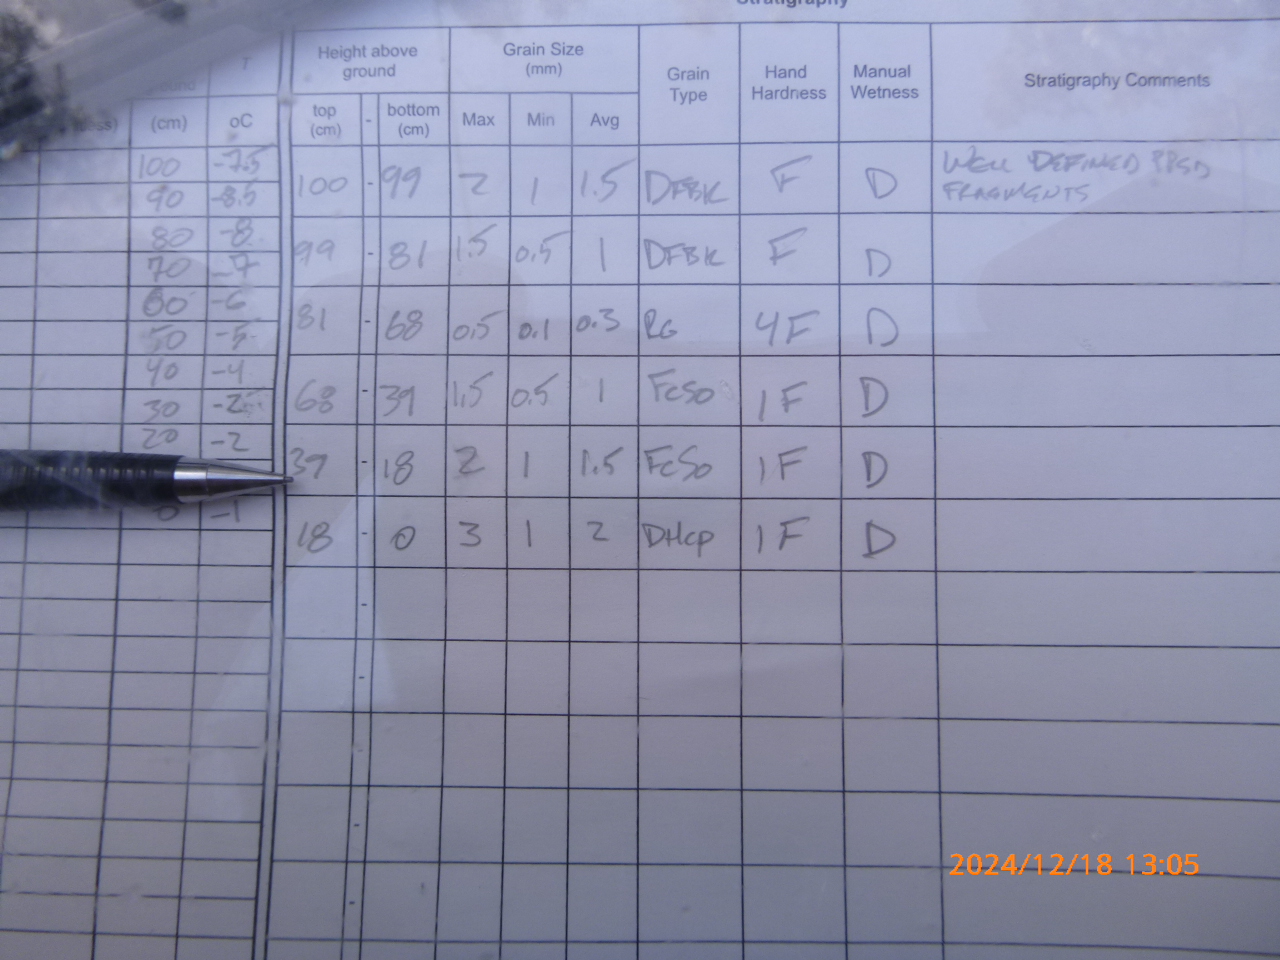 Stratigraphy
T
Height above ground
Grain Size (mm)
Grain Type
Hand Hardness
Manual Wetness
Stratigraphy Comments
(cm) oC
top (cm) - bottom (cm) Max Min Avg
100 -7.5
90 -8.5
100 - 99 2 1 1.5 DFBK F D WELL DEFINED PPSD FRAGMENTS
80 -8
70 -7
99 - 81 1.5 0.5 1 DFBK F D
60 -6
50 -5
81 - 68 0.5 0.1 0.3 RG 4F D
40 -4
30 -2.5
68 - 39 1.5 0.5 1 FCSO 1F D
20 -2
39 - 18 2 1 1.5 FCSO 1F D
0 -1
18 - 0 3 1 2 DHCP 1F D
-
-
-
-
-
2024/12/18 13:05